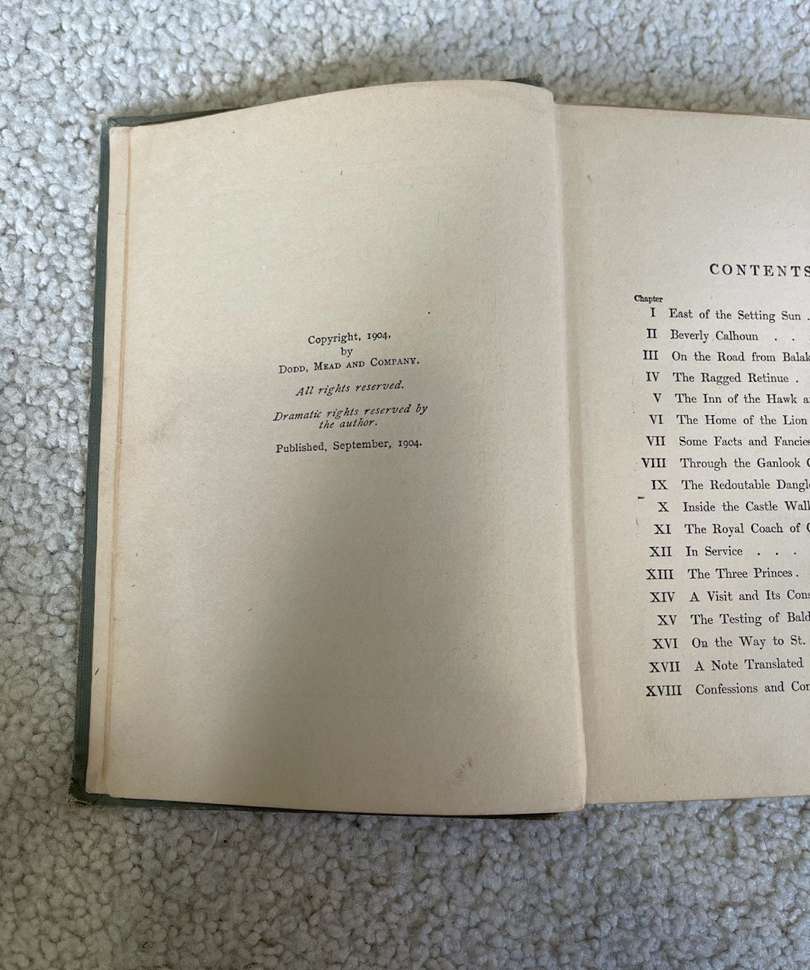 Copyright, 1904,
by
DODD, MEAD AND COMPANY.
All rights reserved.
Dramatic rights reserved by
the author.
Published, September, 1904.
CONTENTS
Chapter
I East of the Setting Sun .
II Beverly Calhoun . .
III On the Road from Balak
IV The Ragged Retinue .
V The Inn of the Hawk a
VI The Home of the Lion
VII Some Facts and Fancies
VIII Through the Ganlook
IX The Redoutable Dangl
X Inside the Castle Wall
XI The Royal Coach of
XII In Service . . .
XIII The Three Princes .
XIV A Visit and Its Cons
XV The Testing of Bald
XVI On the Way to St.
XVII A Note Translated
XVIII Confessions and Con